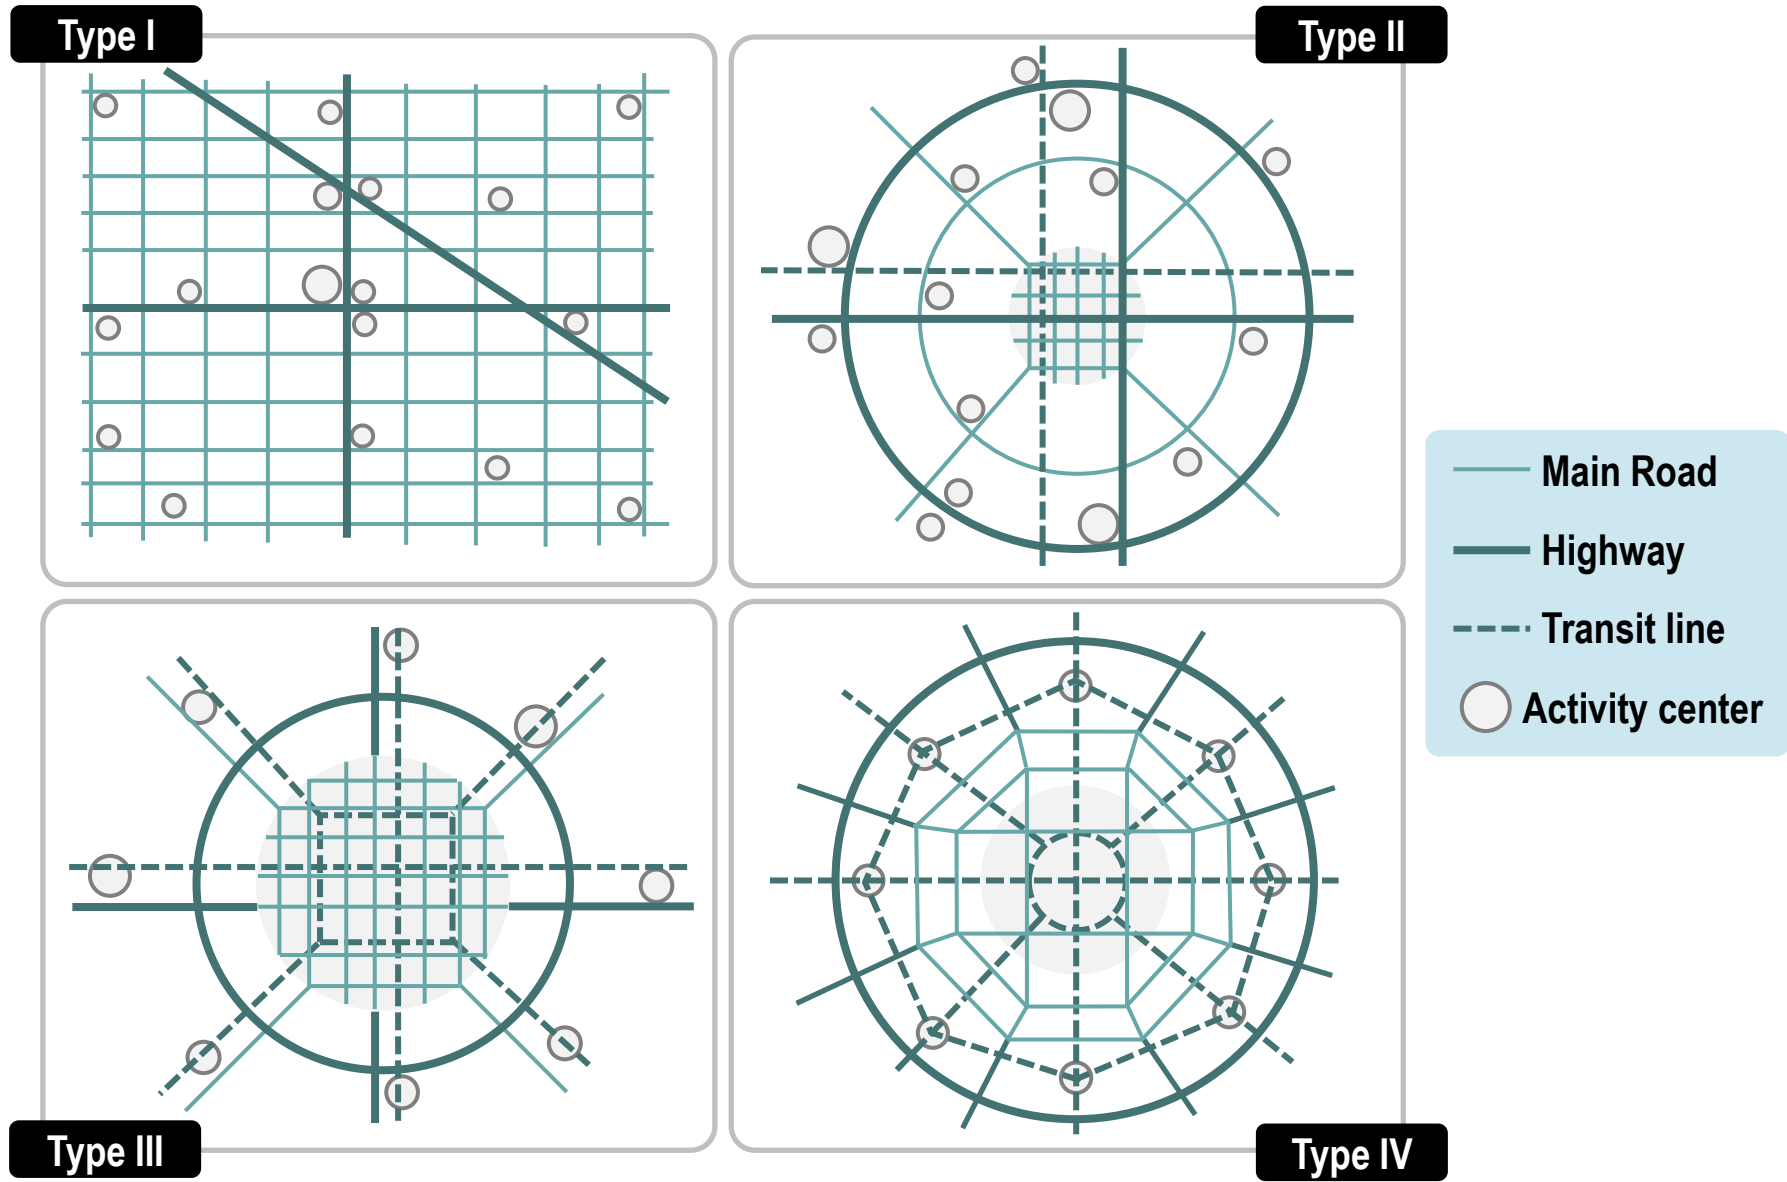 Type I
Type II
Main Road
Highway
Transit line
Activity center
Type III
Type IV